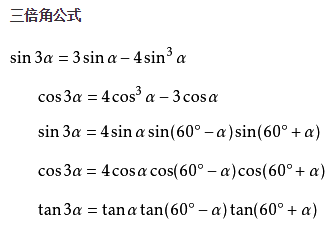 三倍角公式
sin 3α = 3 sin α − 4 sin³ α
cos 3α = 4 cos³ α − 3 cos α
sin 3α = 4 sin α sin(60° − α) sin(60° + α)
cos 3α = 4 cos α cos(60° − α) cos(60° + α)
tan 3α = tan α tan(60° − α) tan(60° + α)